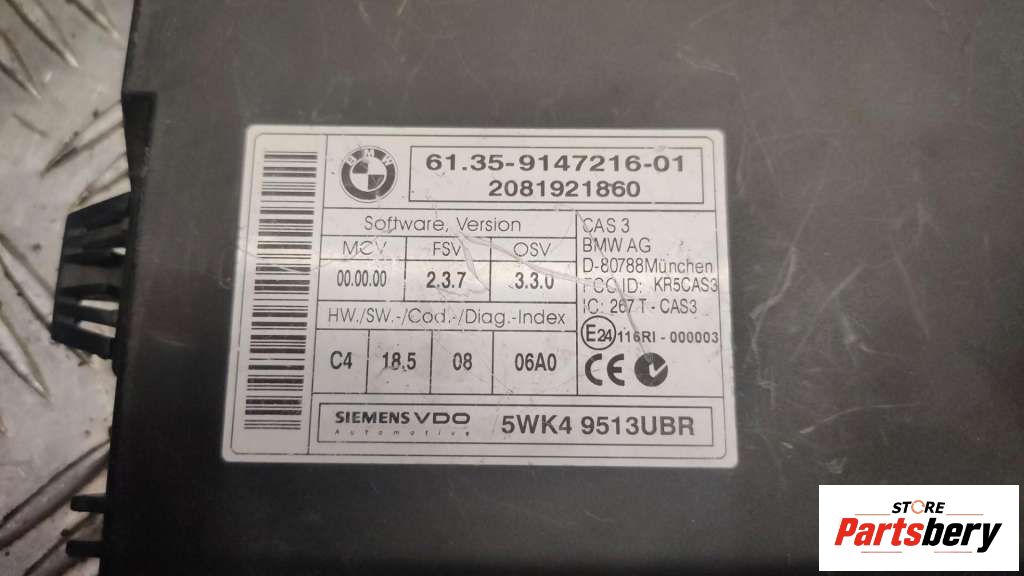 BMW
61.35-9147216-01
2081921860
Software, Version
MCV FSV OSV
00.00.00 2.3.7 3.3.0
HW./SW.-/Cod.-/Diag.-Index
C4 18.5 08 06A0
CAS 3
BMW AG
D-80788München
FCC ID: KR5CAS3
IC: 267 T - CAS3
E24 116RI - 000003
CE
SIEMENS VDO
Automotive
5WK4 9513UBR
STORE
Partsbery